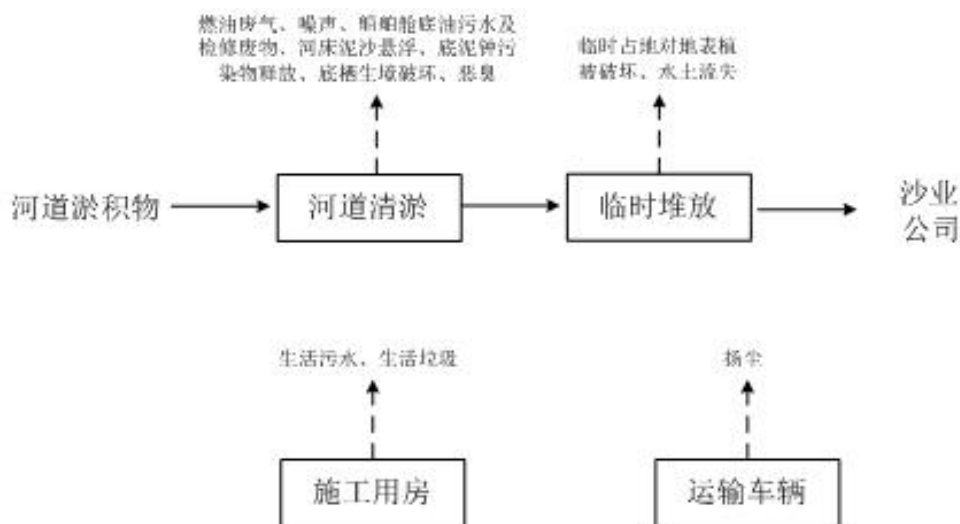 燃油废气、噪声、船舶舱底油污水及
检修废物、河床泥沙悬浮、底泥钟污
染物释放、底栖生境破坏、恶臭
临时占地对地表植
被破坏、水土流失
河道淤积物
河道清淤
临时堆放
沙业
公司
生活污水、生活垃圾
扬尘
施工用房
运输车辆